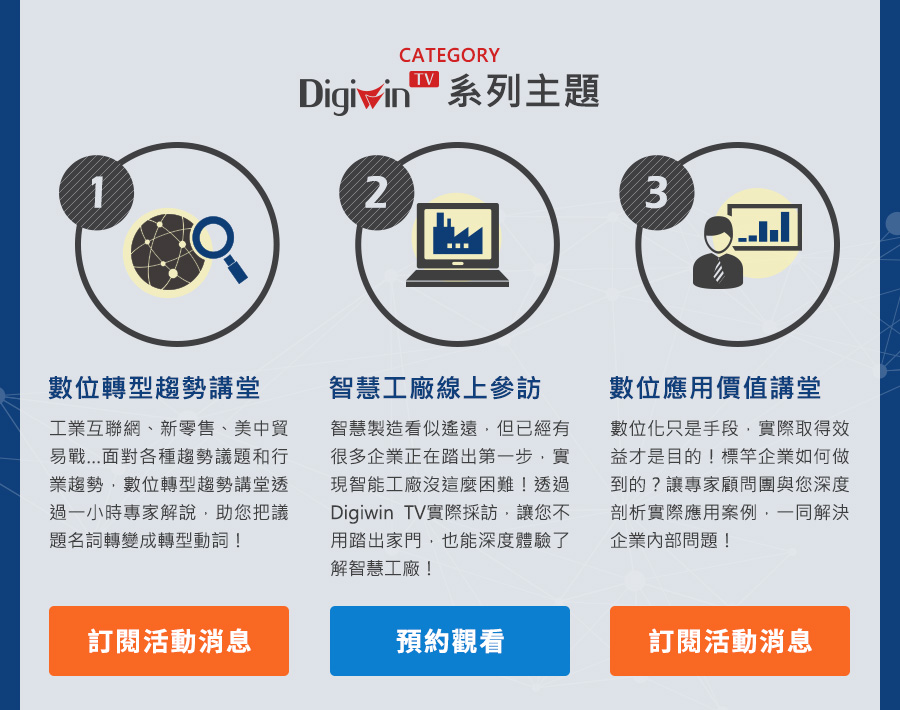 CATEGORY
Digiwin TV 系列主題
1
數位轉型趨勢講堂
工業互聯網、新零售、美中貿
易戰...面對各種趨勢議題和行
業趨勢，數位轉型趨勢講堂透
過一小時專家解說，助您把議
題名詞轉變成轉型動詞！
訂閱活動消息
2
智慧工廠線上參訪
智慧製造看似遙遠，但已經有
很多企業正在踏出第一步，實
現智能工廠沒這麼困難！透過
Digiwin TV實際採訪，讓您不
用踏出家門，也能深度體驗了
解智慧工廠！
預約觀看
3
數位應用價值講堂
數位化只是手段，實際取得效
益才是目的！標竿企業如何做
到的？讓專家顧問團與您深度
剖析實際應用案例，一同解決
企業內部問題！
訂閱活動消息